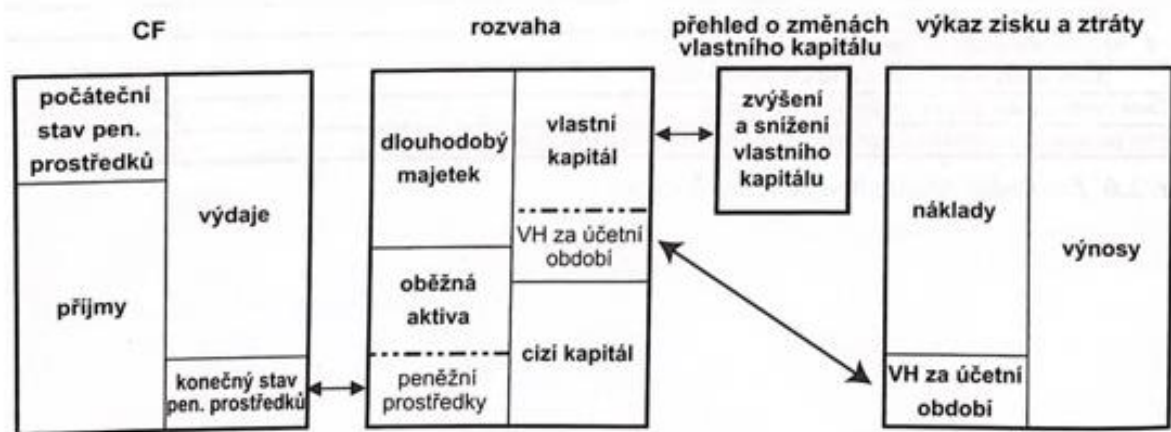 CF
rozvaha
přehled o změnách
vlastního kapitálu
výkaz zisku a ztráty
počáteční
stav pen.
prostředků
příjmy
výdaje
konečný stav
pen. prostředků
dlouhodobý
majetek
oběžná
aktiva
peněžní
prostředky
vlastní
kapitál
VH za účetní
období
cizí kapitál
zvýšení
a snížení
vlastního
kapitálu
náklady
VH za účetní
období
výnosy